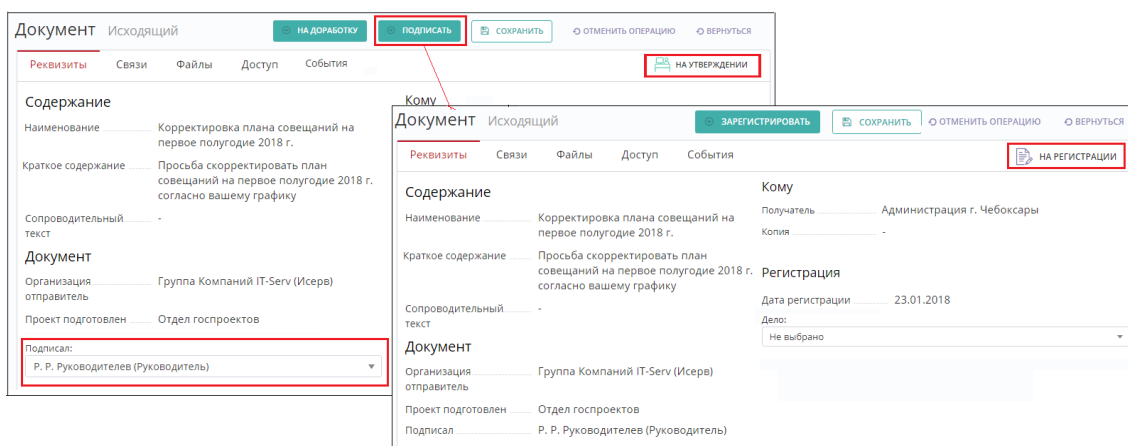 Документ Исходящий
НА ДОРАБОТКУ
ПОДПИСАТЬ
СОХРАНИТЬ
ОТМЕНИТЬ ОПЕРАЦИЮ
ВЕРНУТЬСЯ
Реквизиты Связи Файлы Доступ События
НА УТВЕРЖДЕНИИ
Содержание
Наименование Корректировка плана совещаний на
первое полугодие 2018 г.
Краткое содержание Просьба скорректировать план
совещаний на первое полугодие 2018 г.
согласно вашему графику
Сопроводительный -
текст
Документ
Организация Группа Компаний IT-Serv (Исерв)
отправитель
Проект подготовлен Отдел госпроектов
Подписал:
Р. Р. Руководителев (Руководитель)
Кому
Документ Исходящий
ЗАРЕГИСТРИРОВАТЬ
СОХРАНИТЬ
ОТМЕНИТЬ ОПЕРАЦИЮ
ВЕРНУТЬСЯ
Реквизиты Связи Файлы Доступ События
НА РЕГИСТРАЦИИ
Содержание
Наименование Корректировка плана совещаний на
первое полугодие 2018 г.
Краткое содержание Просьба скорректировать план
совещаний на первое полугодие 2018 г.
согласно вашему графику
Сопроводительный -
текст
Документ
Организация Группа Компаний IT-Serv (Исерв)
отправитель
Проект подготовлен Отдел госпроектов
Подписал Р. Р. Руководителев (Руководитель)
Кому
Получатель Администрация г. Чебоксары
Копия -
Регистрация
Дата регистрации 23.01.2018
Дело:
Не выбрано